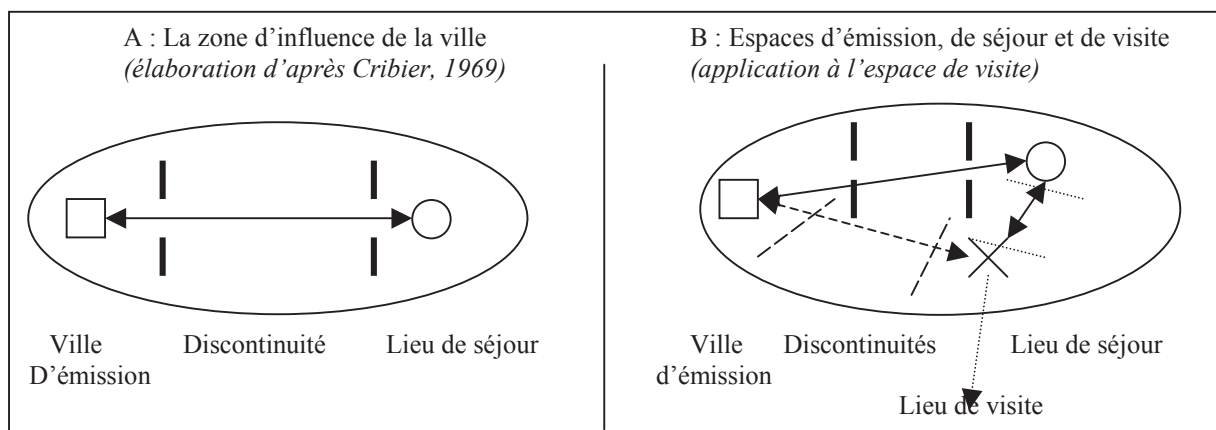 A : La zone d’influence de la ville
(élaboration d’après Cribier, 1969)
Ville
D’émission
Discontinuité
Lieu de séjour
B : Espaces d’émission, de séjour et de visite
(application à l’espace de visite)
Ville
d’émission
Discontinuités
Lieu de séjour
Lieu de visite